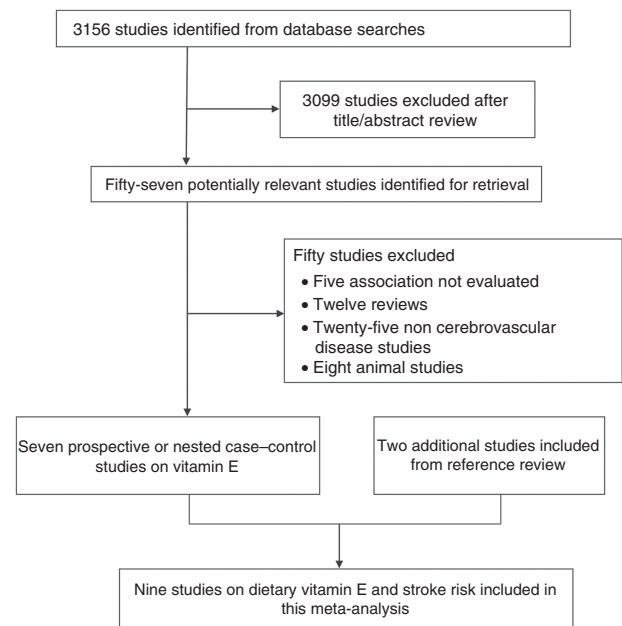 3156 studies identified from database searches
3099 studies excluded after
title/abstract review
Fifty-seven potentially relevant studies identified for retrieval
Fifty studies excluded
• Five association not evaluated
• Twelve reviews
• Twenty-five non cerebrovascular
disease studies
• Eight animal studies
Seven prospective or nested case–control
studies on vitamin E
Two additional studies included
from reference review
Nine studies on dietary vitamin E and stroke risk included in
this meta-analysis